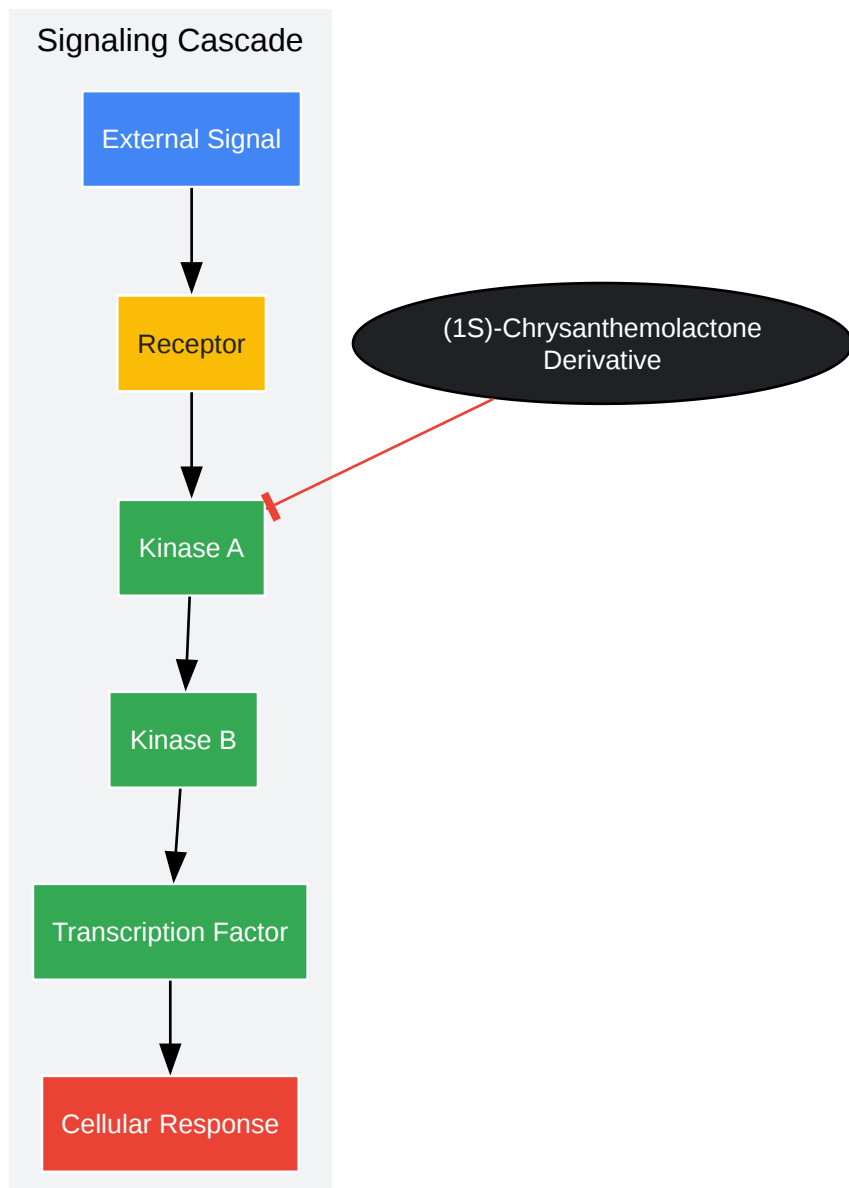 Signaling Cascade
External Signal
Receptor
(1S)-Chrysanthemolactone
Derivative
Kinase A
Kinase B
Transcription Factor
Cellular Response